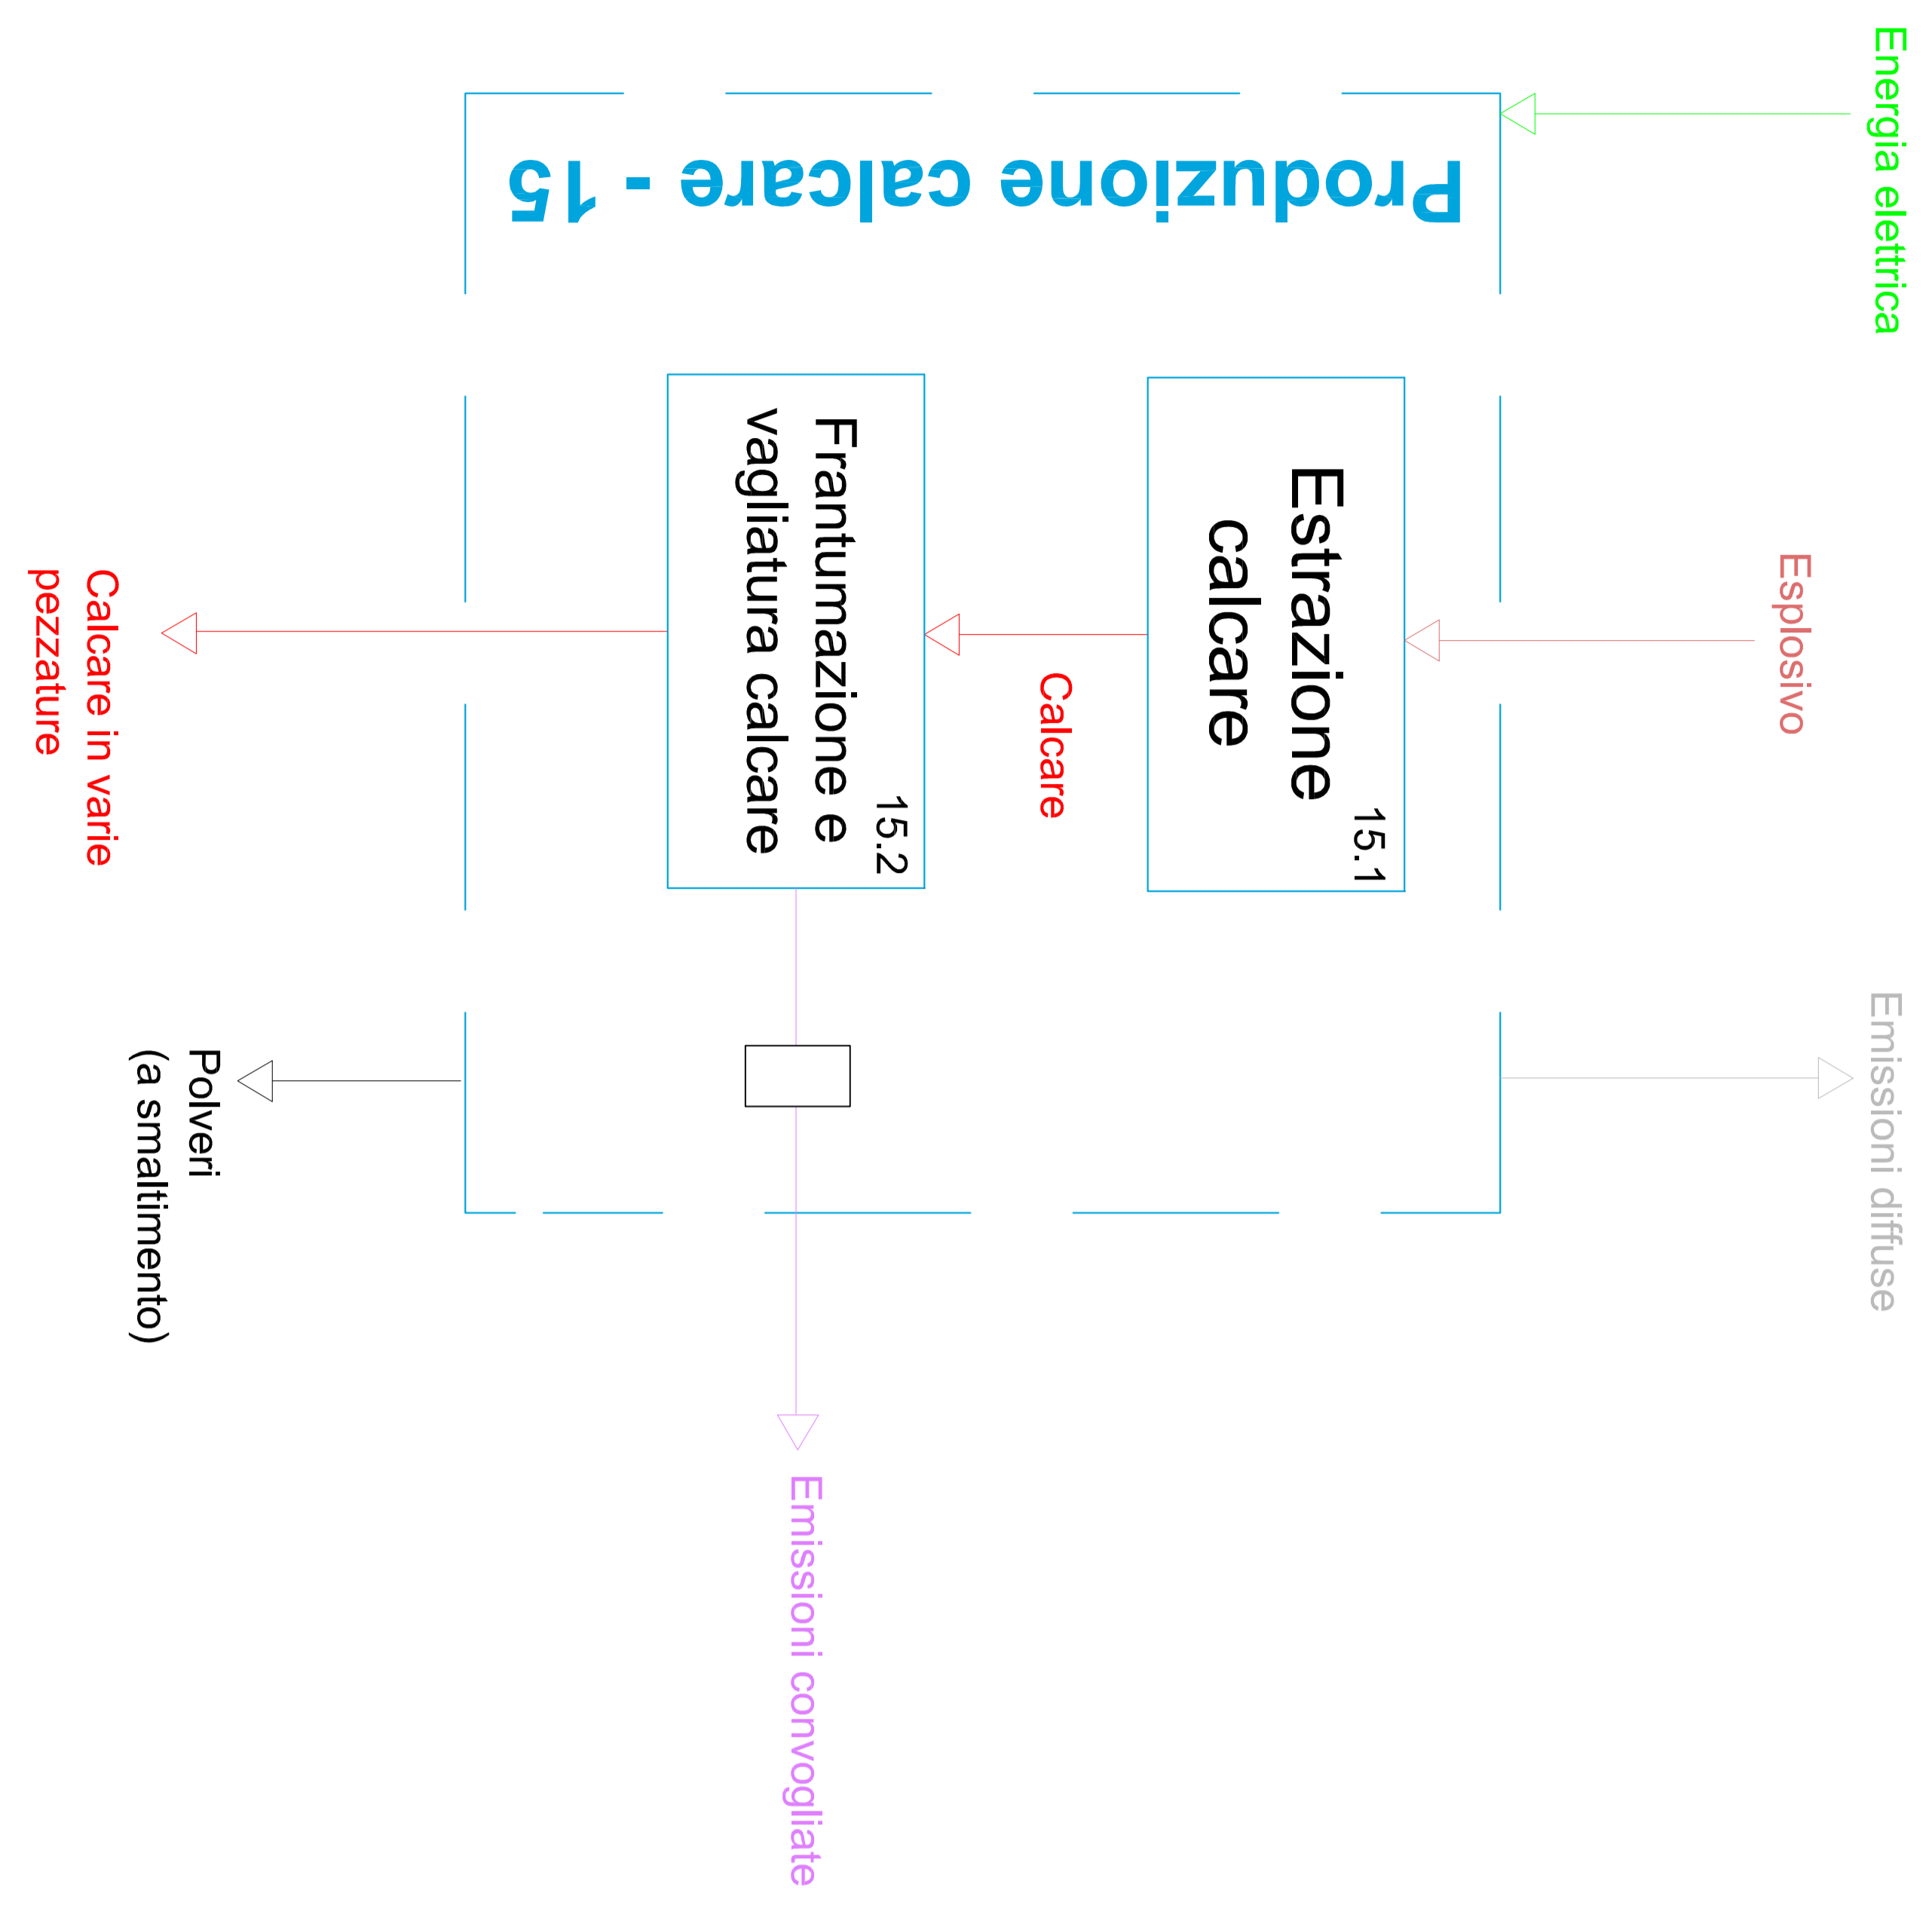 Energia elettrica
Esplosivo
Emissioni diffuse
Produzione calcare - 15
15.1
Estrazione
calcare
Calcare
15.2
Frantumazione e
vagliatura calcare
Emissioni convogliate
Calcare in varie
pezzature
Polveri
(a smaltimento)